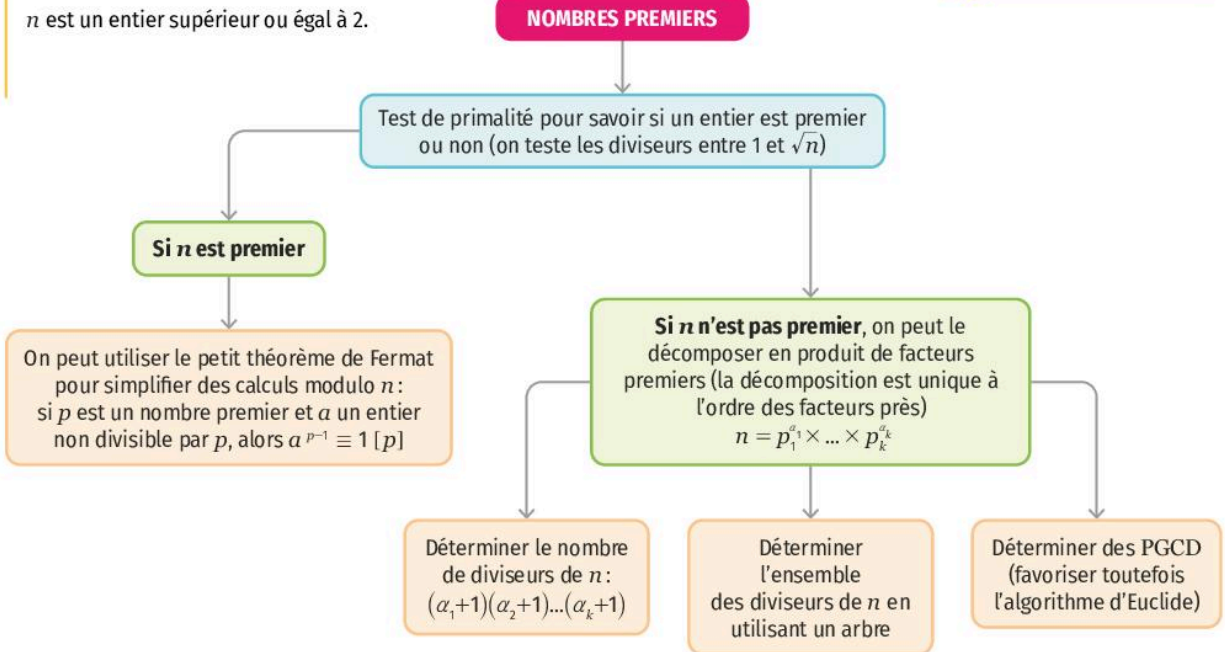 n est un entier supérieur ou égal à 2.
NOMBRES PREMIERS
Test de primalité pour savoir si un entier est premier
ou non (on teste les diviseurs entre 1 et √n)
Si n est premier
On peut utiliser le petit théorème de Fermat
pour simplifier des calculs modulo n :
si p est un nombre premier et a un entier
non divisible par p, alors a^(p−1) ≡ 1 [p]
Si n n'est pas premier, on peut le
décomposer en produit de facteurs
premiers (la décomposition est unique à
l'ordre des facteurs près)
n = p₁^(α₁) × ... × pₖ^(αₖ)
Déterminer le nombre
de diviseurs de n :
(α₁+1)(α₂+1)...(αₖ+1)
Déterminer
l'ensemble
des diviseurs de n en
utilisant un arbre
Déterminer des PGCD
(favoriser toutefois
l'algorithme d'Euclide)